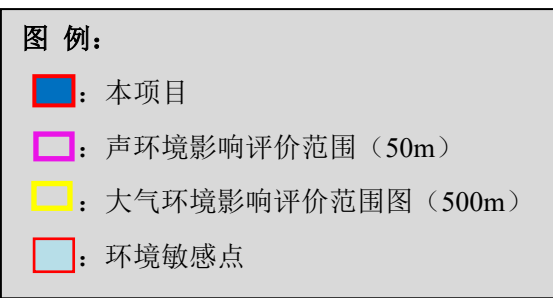 图 例：
：本项目
：声环境影响评价范围（50m）
：大气环境影响评价范围图（500m）
：环境敏感点